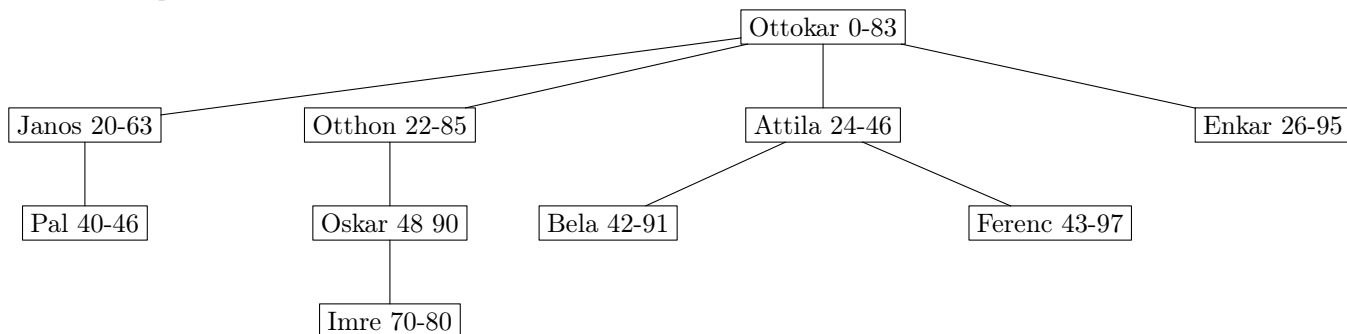 Ottokar 0-83
Janos 20-63
Otthon 22-85
Attila 24-46
Enkar 26-95
Pal 40-46
Oskar 48 90
Bela 42-91
Ferenc 43-97
Imre 70-80